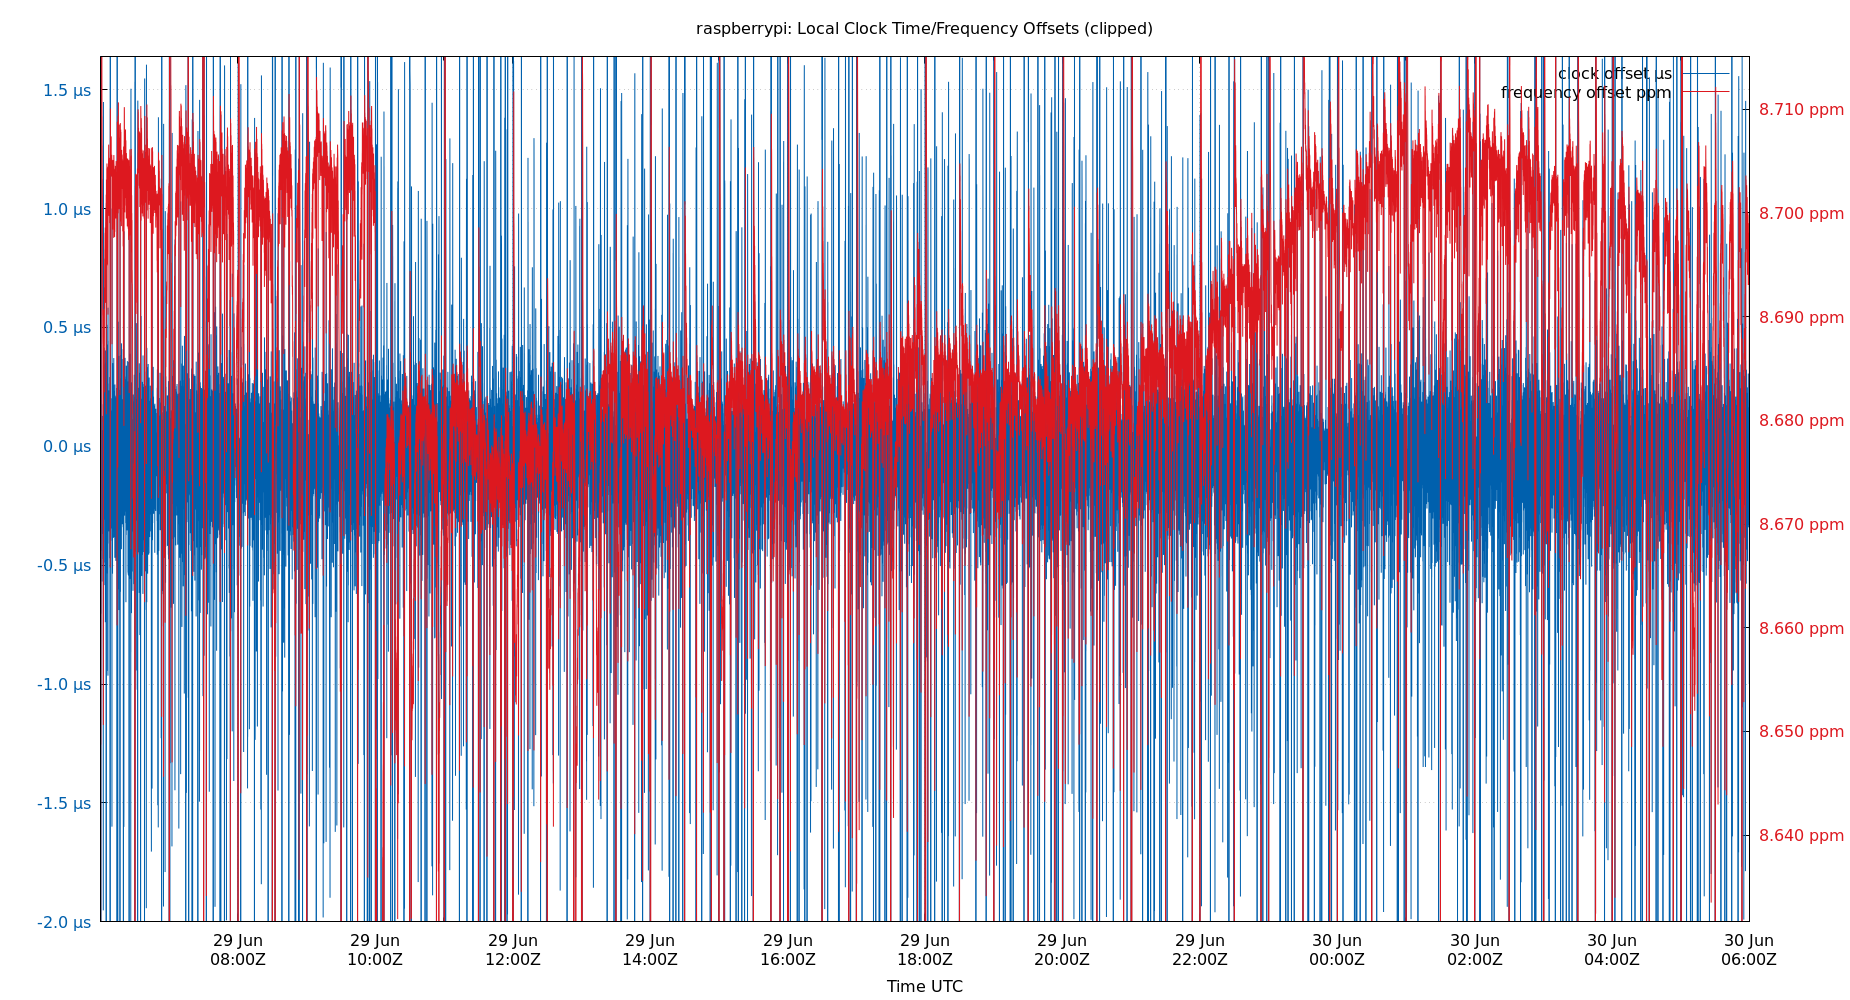 raspberrypi: Local Clock Time/Frequency Offsets (clipped)
clock offset µs
frequency offset ppm
1.5 µs
1.0 µs
0.5 µs
0.0 µs
-0.5 µs
-1.0 µs
-1.5 µs
-2.0 µs
8.710 ppm
8.700 ppm
8.690 ppm
8.680 ppm
8.670 ppm
8.660 ppm
8.650 ppm
8.640 ppm
29 Jun 29 Jun 29 Jun 29 Jun 29 Jun 29 Jun 29 Jun 29 Jun 30 Jun 30 Jun 30 Jun 30 Jun
08:00Z 10:00Z 12:00Z 14:00Z 16:00Z 18:00Z 20:00Z 22:00Z 00:00Z 02:00Z 04:00Z 06:00Z
Time UTC